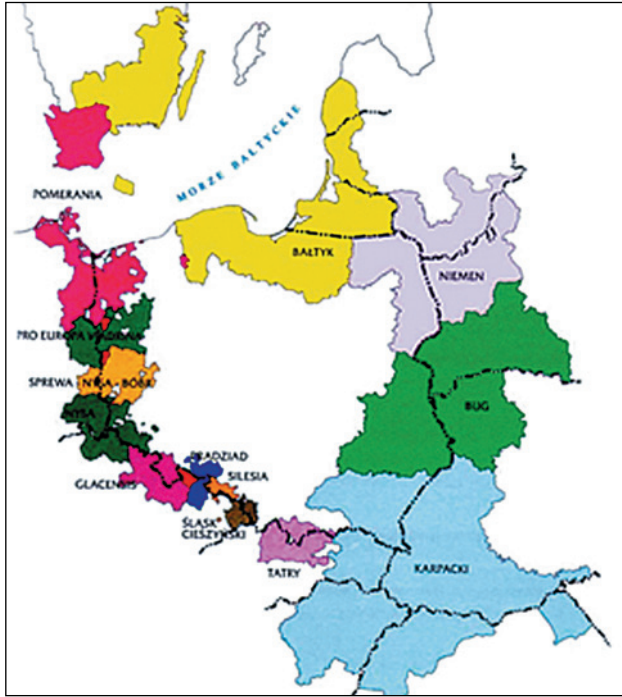 MORZE BAŁTYCKIE
POMERANIA
BAŁTYK
NIEMEN
PRO EUROPA VIADRINA
SPREWA - NYSA - BÓBR
NYSA
BUG
PRADZIAD
GLACENSIS
SILESIA
ŚLĄSK
CIESZYŃSKI
TATRY
KARPACKI